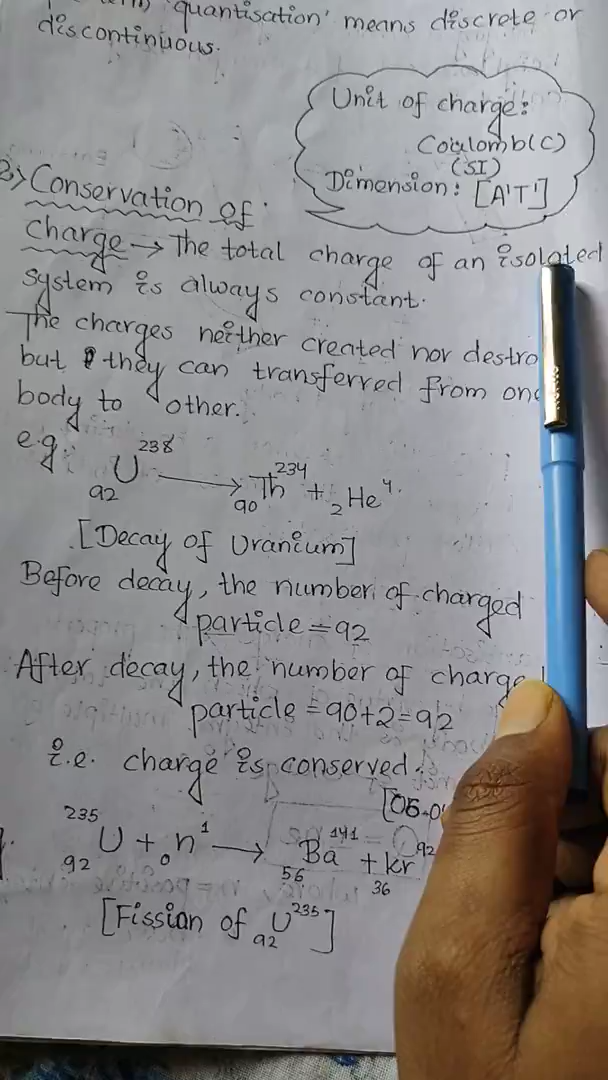 'quantisation' means discrete or
discontinuous.
Unit of charge:
Coulomb(C)
(SI)
Dimension: [A¹T¹]
Conservation of
charge → The total charge of an isolated
system is always constant.
The charges neither created nor destro
but they can transferred from one
body to other.
e.g. ₉₂U²³⁸ → ₉₀Th²³⁴ + ₂He⁴.
[Decay of Uranium]
Before decay, the number of charged
particle = 92
After decay, the number of charge
particle = 90+2=92
i.e. charge is conserved.
₉₂U²³⁵ + ₀n¹ → ₅₆Ba¹⁴¹ + ₃₆kr⁹²
[Fissian of ₉₂U²³⁵]